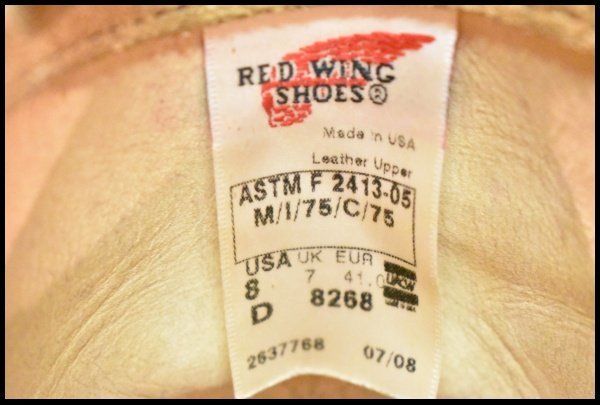 RED WING
SHOES®
Made in USA
Leather Upper
ASTM F 2413-05
M/I/75/C/75
USA UK EUR
8 7 41.0
D 8268
UFCW
2637768 07/08